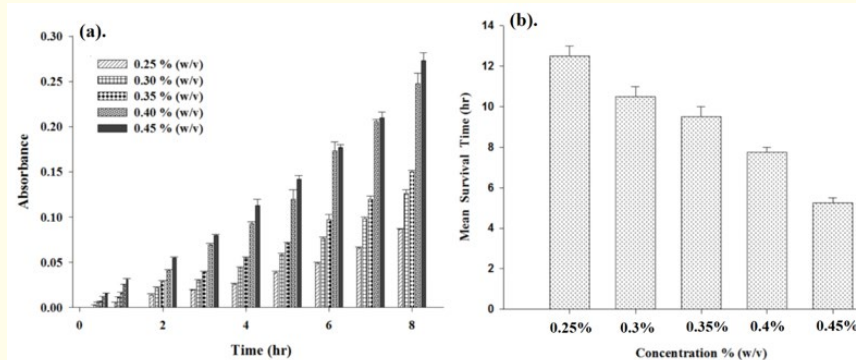 (a).
0.30
0.25
0.20
0.15
0.10
0.05
0.00
Absorbance
0.25 % (w/v)
0.30 % (w/v)
0.35 % (w/v)
0.40 % (w/v)
0.45 % (w/v)
0 2 4 6 8
Time (hr)
(b).
14
12
10
8
6
4
2
0
Mean Survival Time (hr)
0.25% 0.3% 0.35% 0.4% 0.45%
Concentration % (w/v)